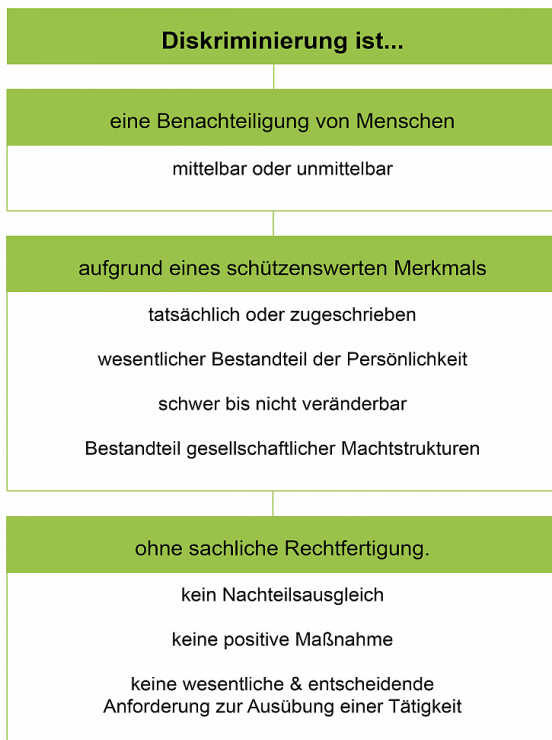 Diskriminierung ist...
eine Benachteiligung von Menschen
mittelbar oder unmittelbar
aufgrund eines schützenswerten Merkmals
tatsächlich oder zugeschrieben
wesentlicher Bestandteil der Persönlichkeit
schwer bis nicht veränderbar
Bestandteil gesellschaftlicher Machtstrukturen
ohne sachliche Rechtfertigung.
kein Nachteilsausgleich
keine positive Maßnahme
keine wesentliche & entscheidende
Anforderung zur Ausübung einer Tätigkeit